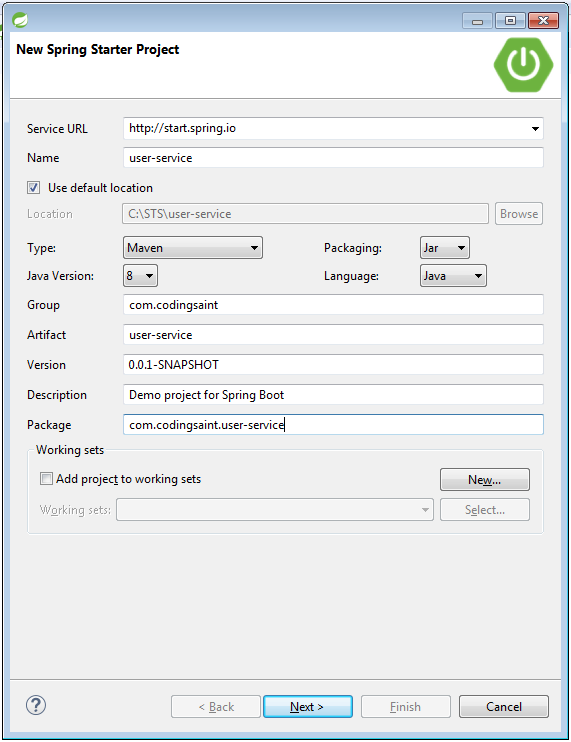 New Spring Starter Project
Service URL http://start.spring.io
Name user-service
Use default location
Location C:\STS\user-service Browse
Type: Maven Packaging: Jar
Java Version: 8 Language: Java
Group com.codingsaint
Artifact user-service
Version 0.0.1-SNAPSHOT
Description Demo project for Spring Boot
Package com.codingsaint.user-service
Working sets
Add project to working sets New...
Working sets: Select...
? < Back Next > Finish Cancel